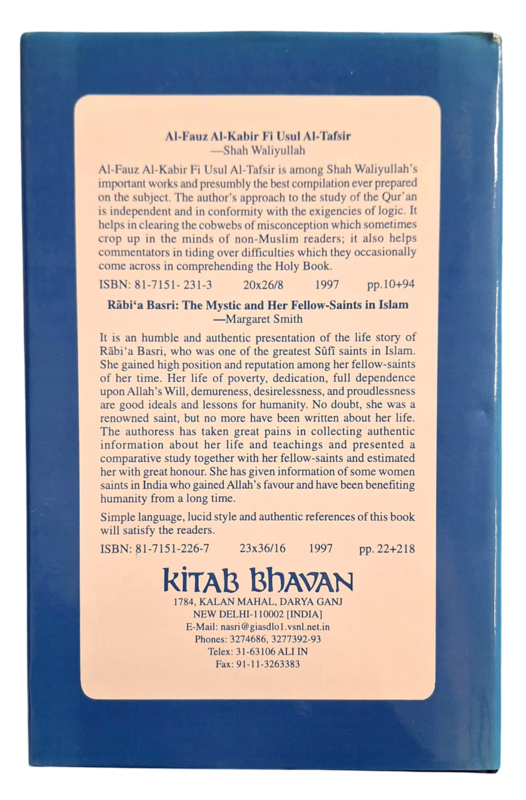 Al-Fauz Al-Kabir Fi Usul Al-Tafsir
—Shah Waliyullah
Al-Fauz Al-Kabir Fi Usul Al-Tafsir is among Shah Waliyullah's
important works and presumbly the best compilation ever prepared
on the subject. The author's approach to the study of the Qur'an
is independent and in conformity with the exigencies of logic. It
helps in clearing the cobwebs of misconception which sometimes
crop up in the minds of non-Muslim readers; it also helps
commentators in tiding over difficulties which they occasionally
come across in comprehending the Holy Book.
ISBN: 81-7151- 231-3 20x26/8 1997 pp.10+94
Rābi‘a Basri: The Mystic and Her Fellow-Saints in Islam
—Margaret Smith
It is an humble and authentic presentation of the life story of
Rābi‘a Basri, who was one of the greatest Sûfî saints in Islam.
She gained high position and reputation among her fellow-saints
of her time. Her life of poverty, dedication, full dependence
upon Allah's Will, demureness, desirelessness, and proudlessness
are good ideals and lessons for humanity. No doubt, she was a
renowned saint, but no more have been written about her life.
The authoress has taken great pains in collecting authentic
information about her life and teachings and presented a
comparative study together with her fellow-saints and estimated
her with great honour. She has given information of some women
saints in India who gained Allah's favour and have been benefiting
humanity from a long time.
Simple language, lucid style and authentic references of this book
will satisfy the readers.
ISBN: 81-7151-226-7 23x36/16 1997 pp. 22+218
KITAB BHAVAN
1784, KALAN MAHAL, DARYA GANJ
NEW DELHI-110002 [INDIA]
E-Mail: nasri@giasdlo1.vsnl.net.in
Phones: 3274686, 3277392-93
Telex: 31-63106 ALI IN
Fax: 91-11-3263383